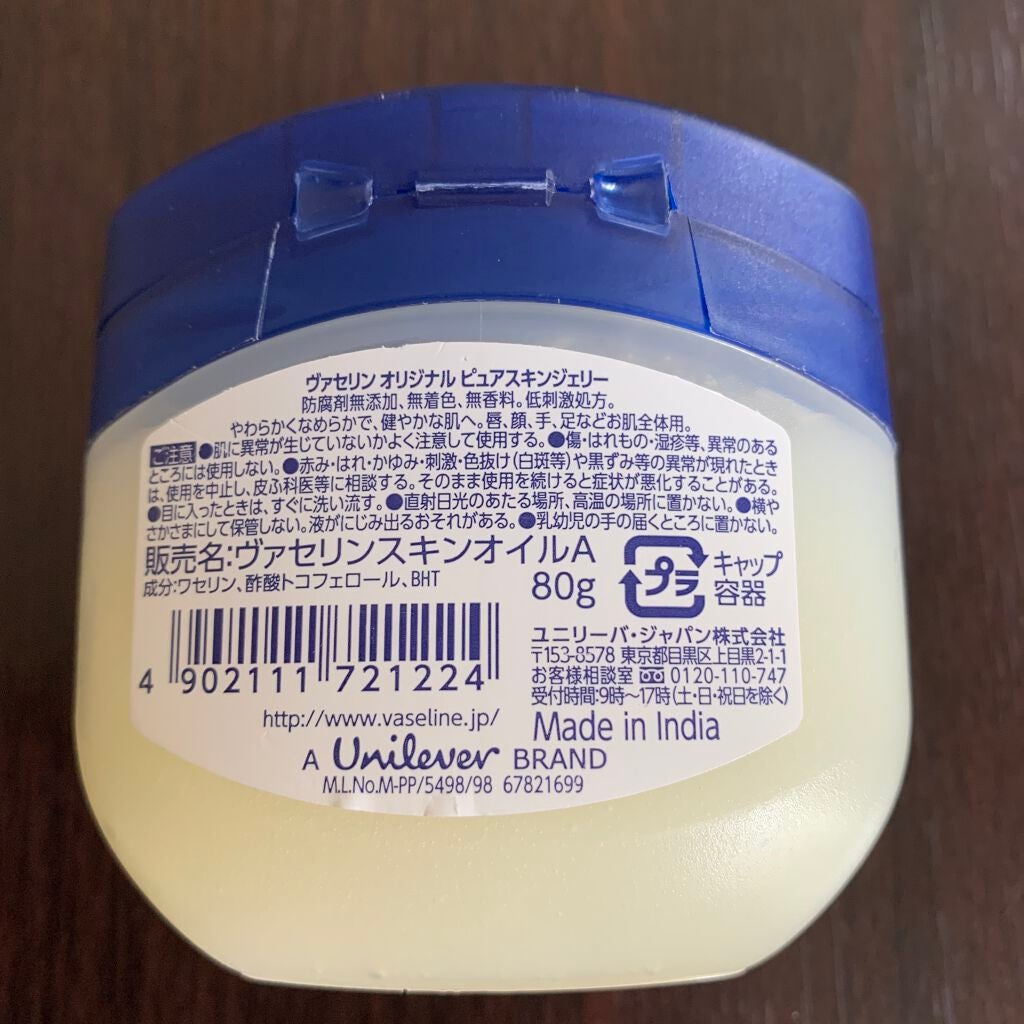 ヴァセリン オリジナル ピュアスキンジェリー
防腐剤無添加、無着色、無香料。低刺激処方。
やわらかくなめらかで、健やかな肌へ。唇、顔、手、足などお肌全体用。
ご注意 ●肌に異常が生じていないかよく注意して使用する。●傷・はれもの・湿疹等、異常のある
ところには使用しない。●赤み・はれ・かゆみ・刺激・色抜け(白斑等)や黒ずみ等の異常が現れたとき
は、使用を中止し、皮ふ科医等に相談する。そのまま使用を続けると症状が悪化することがある。
●目に入ったときは、すぐに洗い流す。●直射日光のあたる場所、高温の場所に置かない。●横や
さかさまにして保管しない。液がにじみ出るおそれがある。●乳幼児の手の届くところに置かない。
販売名:ヴァセリンスキンオイルA
成分:ワセリン、酢酸トコフェロール、BHT
80g
プラ
キャップ
容器
4 902111 721224
ユニリーバ・ジャパン株式会社
〒153-8578 東京都目黒区上目黒2-1-1
お客様相談室 0120-110-747
受付時間:9時〜17時(土・日・祝日を除く)
http://www.vaseline.jp/
Made in India
A Unilever BRAND
M.L.No.M-PP/5498/98 67821699